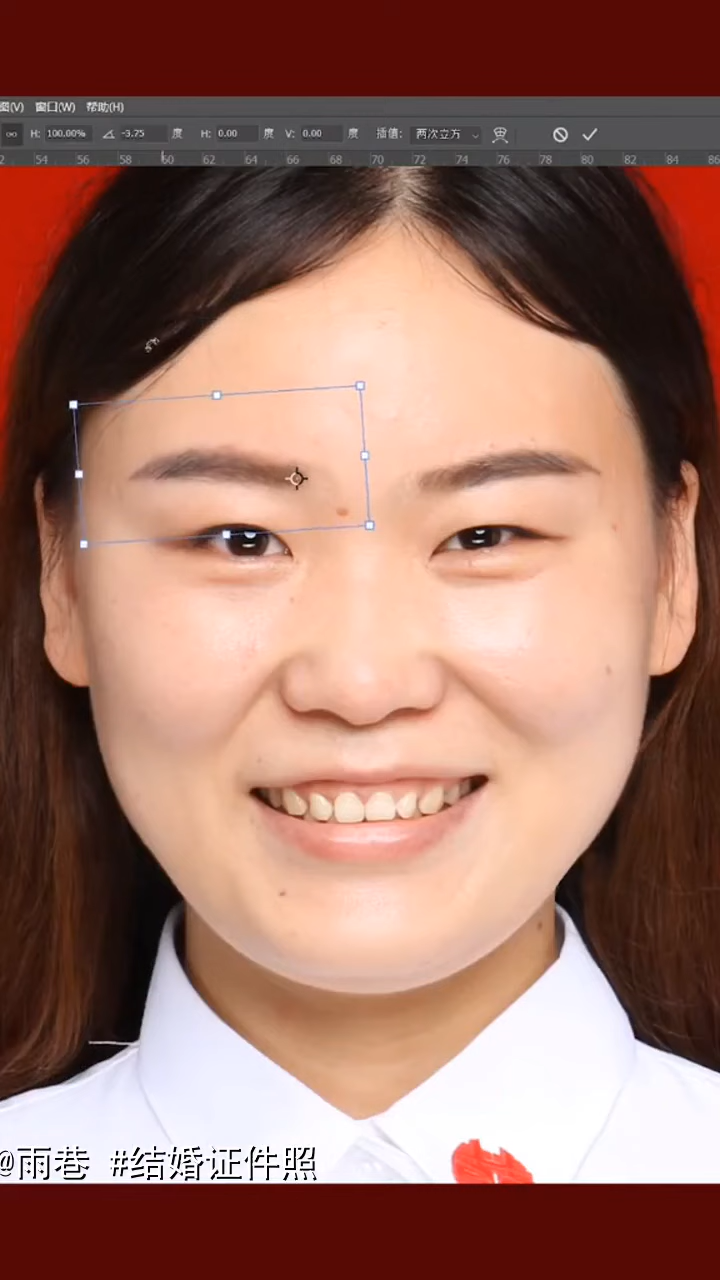 图(V) 窗口(W) 帮助(H)
H: 100.00% -3.75 度 H: 0.00 度 V: 0.00 度 插值: 两次立方
52 54 56 58 60 62 64 66 68 70 72 74 76 78 80 82 84 86
@雨巷 #结婚证件照